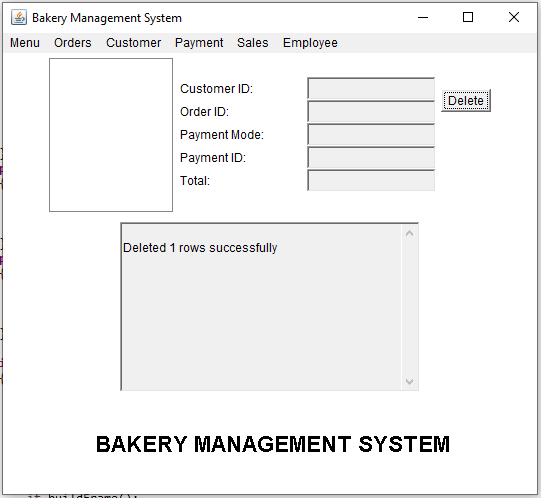 Bakery Management System
Menu Orders Customer Payment Sales Employee
Customer ID:
Delete
Order ID:
Payment Mode:
Payment ID:
Total:
Deleted 1 rows successfully
BAKERY MANAGEMENT SYSTEM